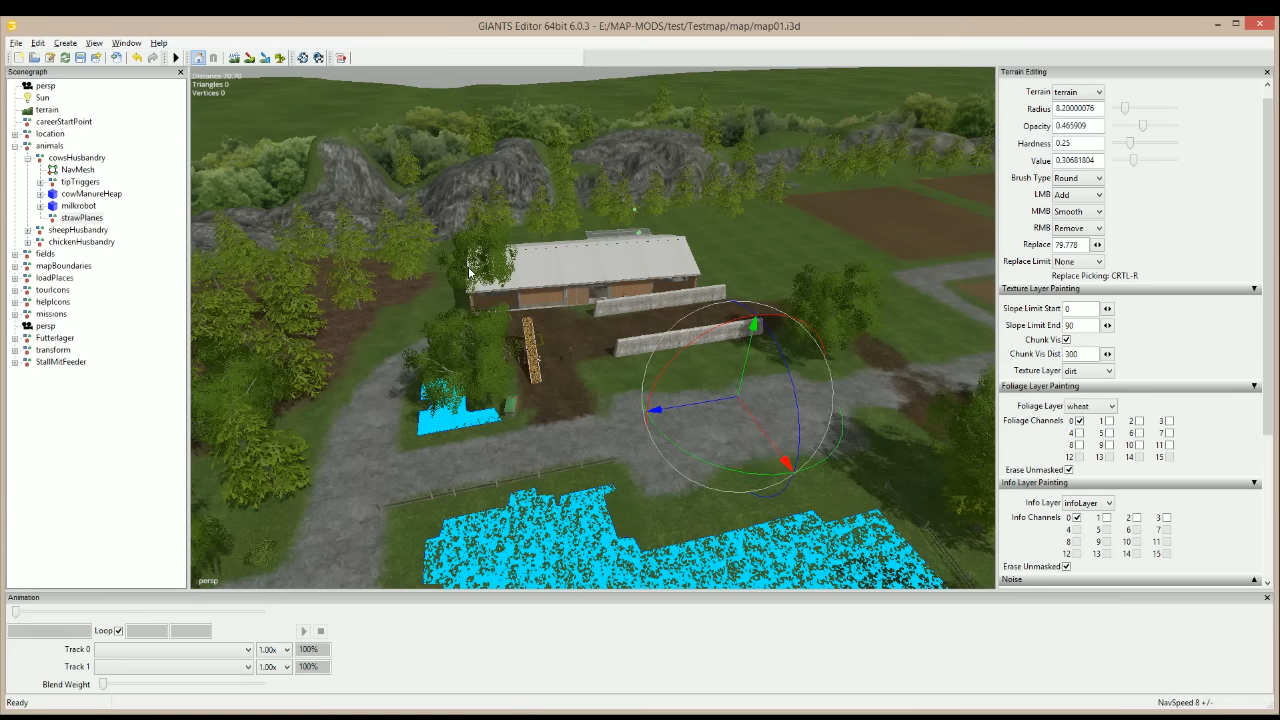 GIANTS Editor 64bit 6.0.3 - E:/MAP-MODS/test/Testmap/map/map01.i3d
File Edit Create View Window Help
Scenegraph
persp
Sun
terrain
careerStartPoint
location
animals
cowsHusbandry
NavMesh
tipTriggers
cowManureHeap
milkrobot
strawPlanes
sheepHusbandry
chickenHusbandry
fields
mapBoundaries
loadPlaces
tourIcons
helpIcons
missions
persp
Futterlager
transform
StallMitFeeder
Distance 70.70
Triangles 0
Vertices 0
persp
Terrain Editing
Terrain terrain
Radius 8.20000076
Opacity 0.465909
Hardness 0.25
Value 0.30681804
Brush Type Round
LMB Add
MMB Smooth
RMB Remove
Replace 79.778
Replace Limit None
Replace Picking: CRTL-R
Texture Layer Painting
Slope Limit Start 0
Slope Limit End 90
Chunk Vis
Chunk Vis Dist 300
Texture Layer dirt
Foliage Layer Painting
Foliage Layer wheat
Foliage Channels 0 1 2 3
4 5 6 7
8 9 10 11
12 13 14 15
Erase Unmasked
Info Layer Painting
Info Layer infoLayer
Info Channels 0 1 2 3
4 5 6 7
8 9 10 11
12 13 14 15
Erase Unmasked
Noise
Animation
Loop
Track 0 1.00x 100%
Track 1 1.00x 100%
Blend Weight
Ready
NavSpeed 8 +/-